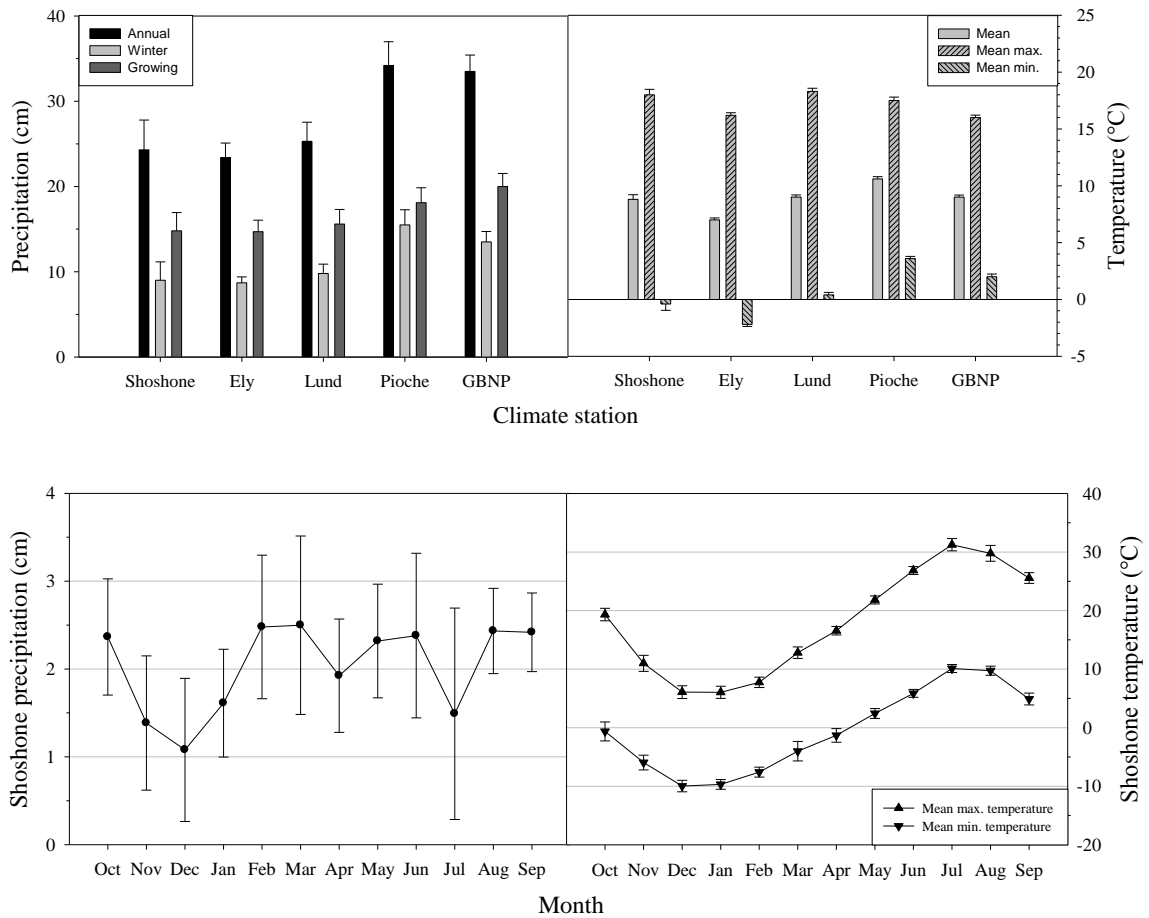 Annual
Winter
Growing
Precipitation (cm)
40
30
20
10
0
Shoshone Ely Lund Pioche GBNP
Mean
Mean max.
Mean min.
Temperature (°C)
25
20
15
10
5
0
-5
Shoshone Ely Lund Pioche GBNP
Climate station
Shoshone precipitation (cm)
4
3
2
1
0
Oct Nov Dec Jan Feb Mar Apr May Jun Jul Aug Sep
Shoshone temperature (°C)
40
30
20
10
0
-10
-20
Mean max. temperature
Mean min. temperature
Oct Nov Dec Jan Feb Mar Apr May Jun Jul Aug Sep
Month